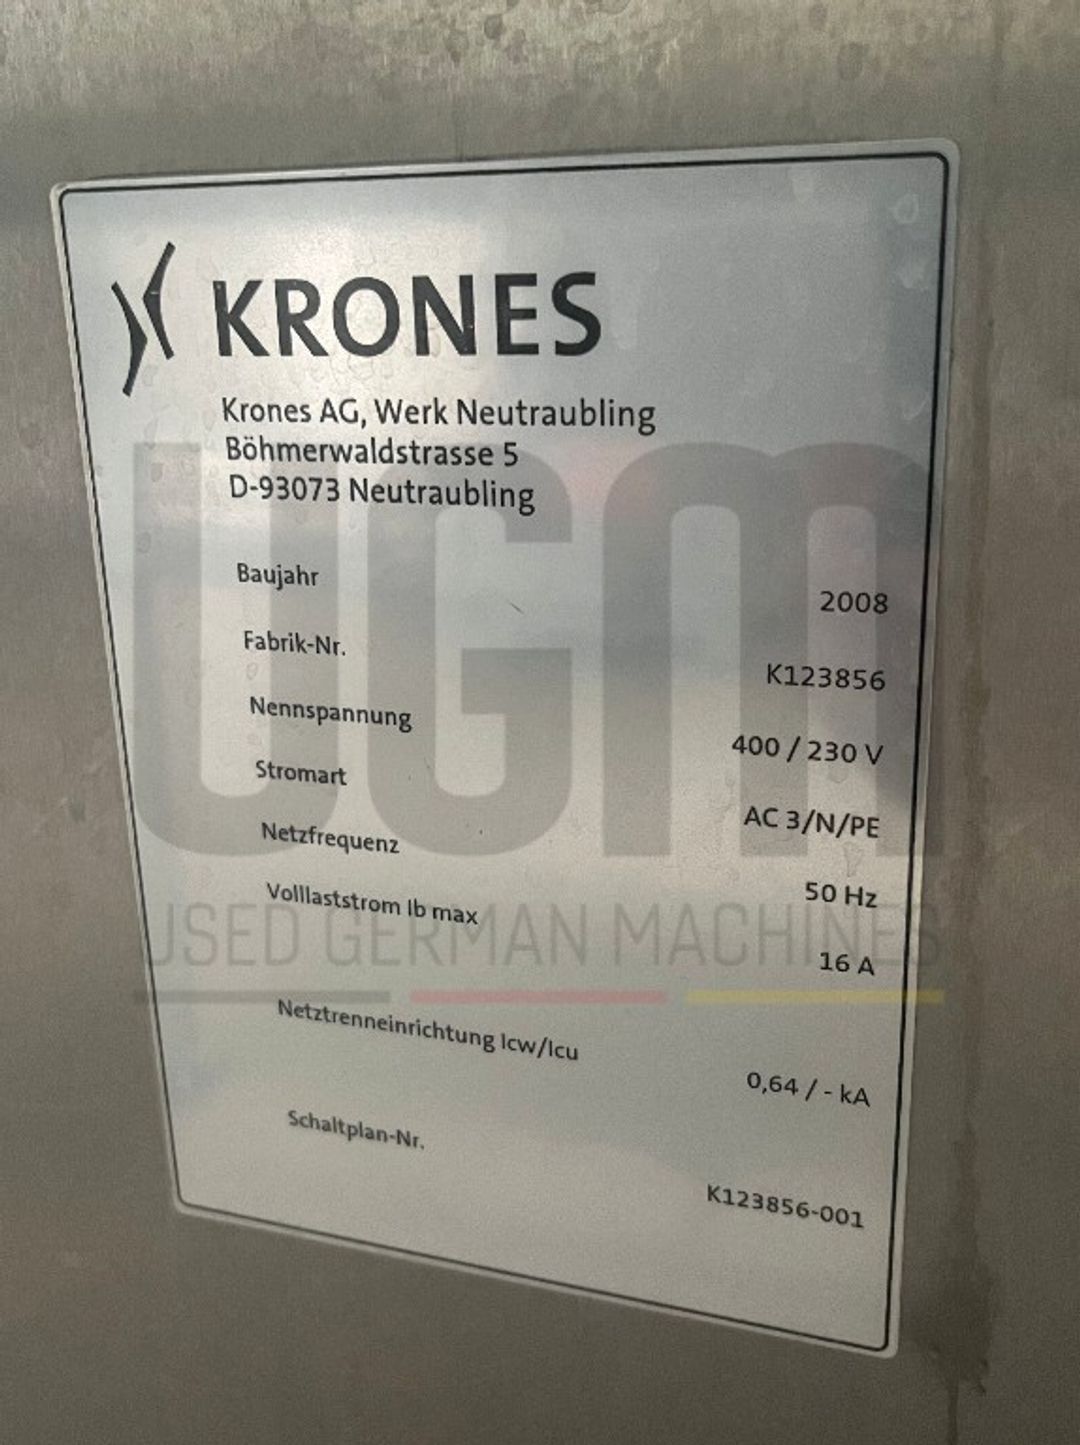 KRONES
Krones AG, Werk Neutraubling
Böhmerwaldstrasse 5
D-93073 Neutraubling
Baujahr 2008
Fabrik-Nr. K123856
Nennspannung 400 / 230 V
Stromart AC 3/N/PE
Netzfrequenz 50 Hz
Volllaststrom Ib max 16 A
Netztrenneinrichtung Icw/Icu 0,64 / - kA
Schaltplan-Nr. K123856-001
UGM
USED GERMAN MACHINES